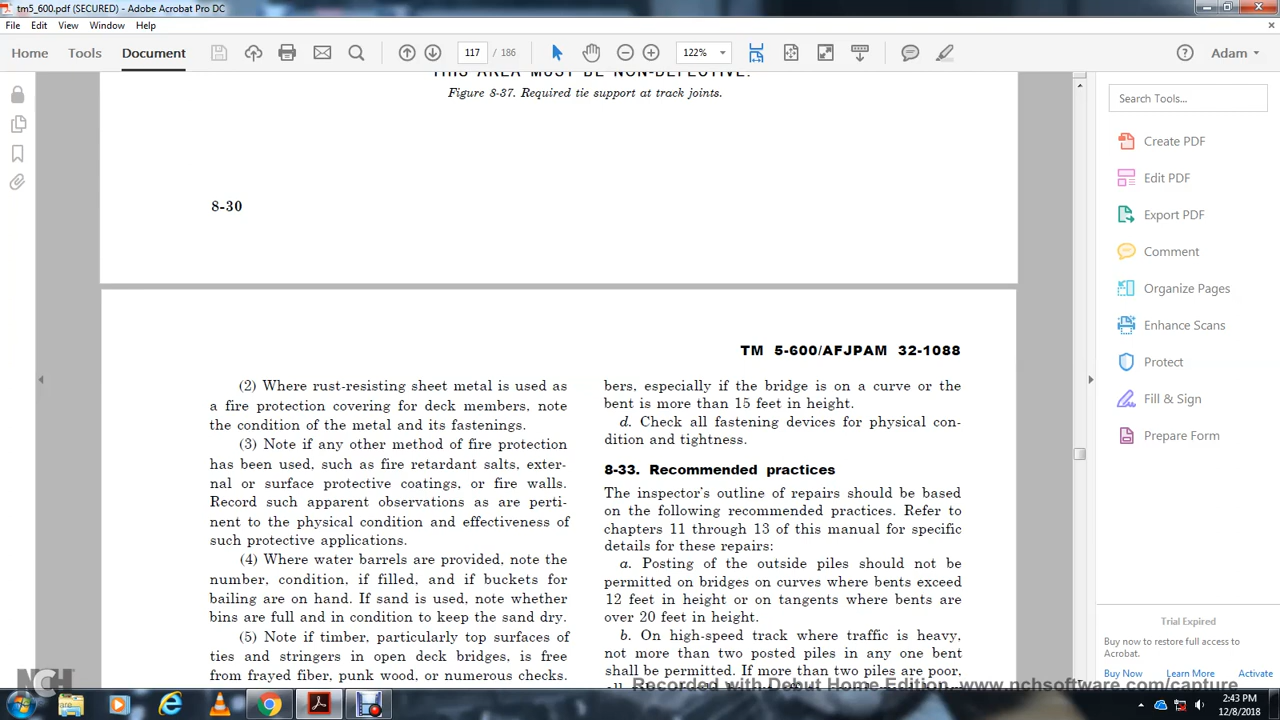 tm5_600.pdf (SECURED) - Adobe Acrobat Pro DC
File Edit View Window Help
Home Tools Document 117 / 186 122% Adam
Figure 8-37. Required tie support at track joints.
8-30
TM 5-600/AFJPAM 32-1088
(2) Where rust-resisting sheet metal is used as
a fire protection covering for deck members, note
the condition of the metal and its fastenings.
(3) Note if any other method of fire protection
has been used, such as fire retardant salts, exter-
nal or surface protective coatings, or fire walls.
Record such apparent observations as are perti-
nent to the physical condition and effectiveness of
such protective applications.
(4) Where water barrels are provided, note the
number, condition, if filled, and if buckets for
bailing are on hand. If sand is used, note whether
bins are full and in condition to keep the sand dry.
(5) Note if timber, particularly top surfaces of
ties and stringers in open deck bridges, is free
from frayed fiber, punk wood, or numerous checks.
bers, especially if the bridge is on a curve or the
bent is more than 15 feet in height.
d. Check all fastening devices for physical con-
dition and tightness.
8-33. Recommended practices
The inspector's outline of repairs should be based
on the following recommended practices. Refer to
chapters 11 through 13 of this manual for specific
details for these repairs:
a. Posting of the outside piles should not be
permitted on bridges on curves where bents exceed
12 feet in height or on tangents where bents are
over 20 feet in height.
b. On high-speed track where traffic is heavy,
not more than two posted piles in any one bent
shall be permitted. If more than two piles are poor,
Search Tools...
Create PDF
Edit PDF
Export PDF
Comment
Organize Pages
Enhance Scans
Protect
Fill & Sign
Prepare Form
Trial Expired
Buy now to restore full access to
Acrobat.
Buy Now Learn More Activate
NCH
Recorded with Debut Home Edition. www.nchsoftware.com/capture
2:43 PM
12/8/2018